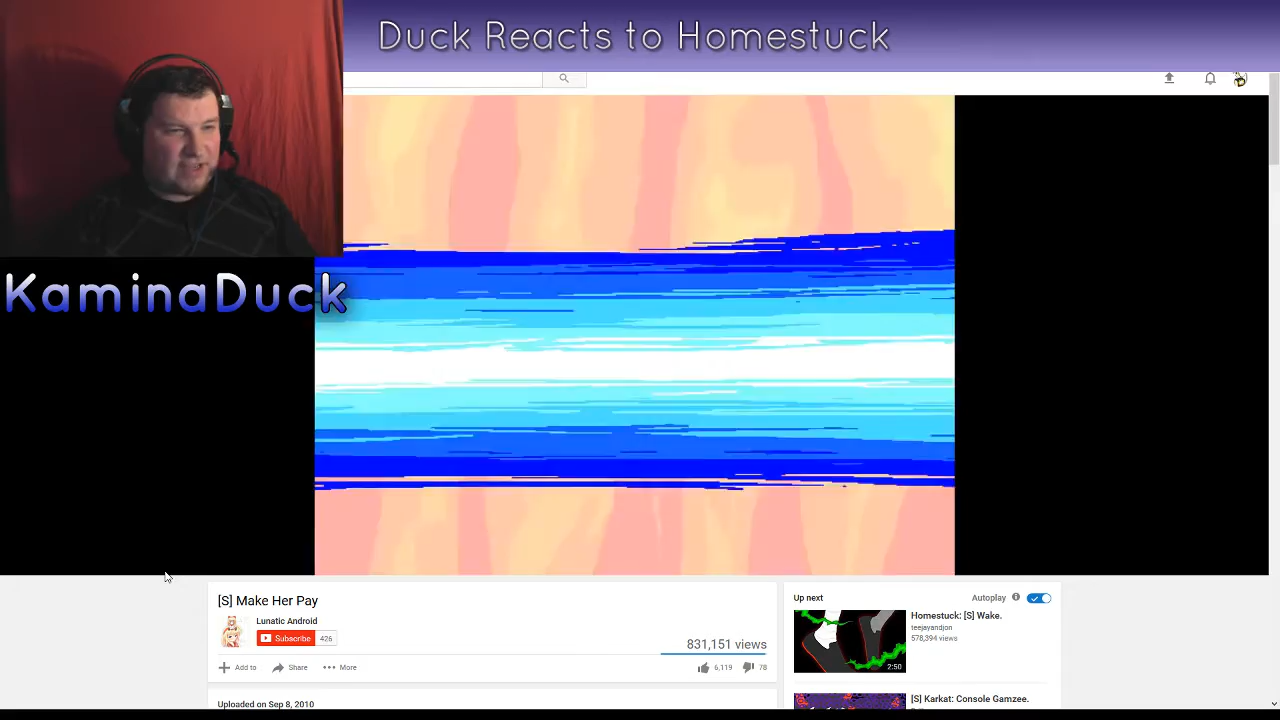 Duck Reacts to Homestuck
KaminaDuck
[S] Make Her Pay
Lunatic Android
Subscribe 426
831,151 views
Add to Share More
6,119 78
Uploaded on Sep 8, 2010
Up next
Autoplay
2:50
Homestuck: [S] Wake.
teejayandjon
578,394 views
[S] Karkat: Console Gamzee.